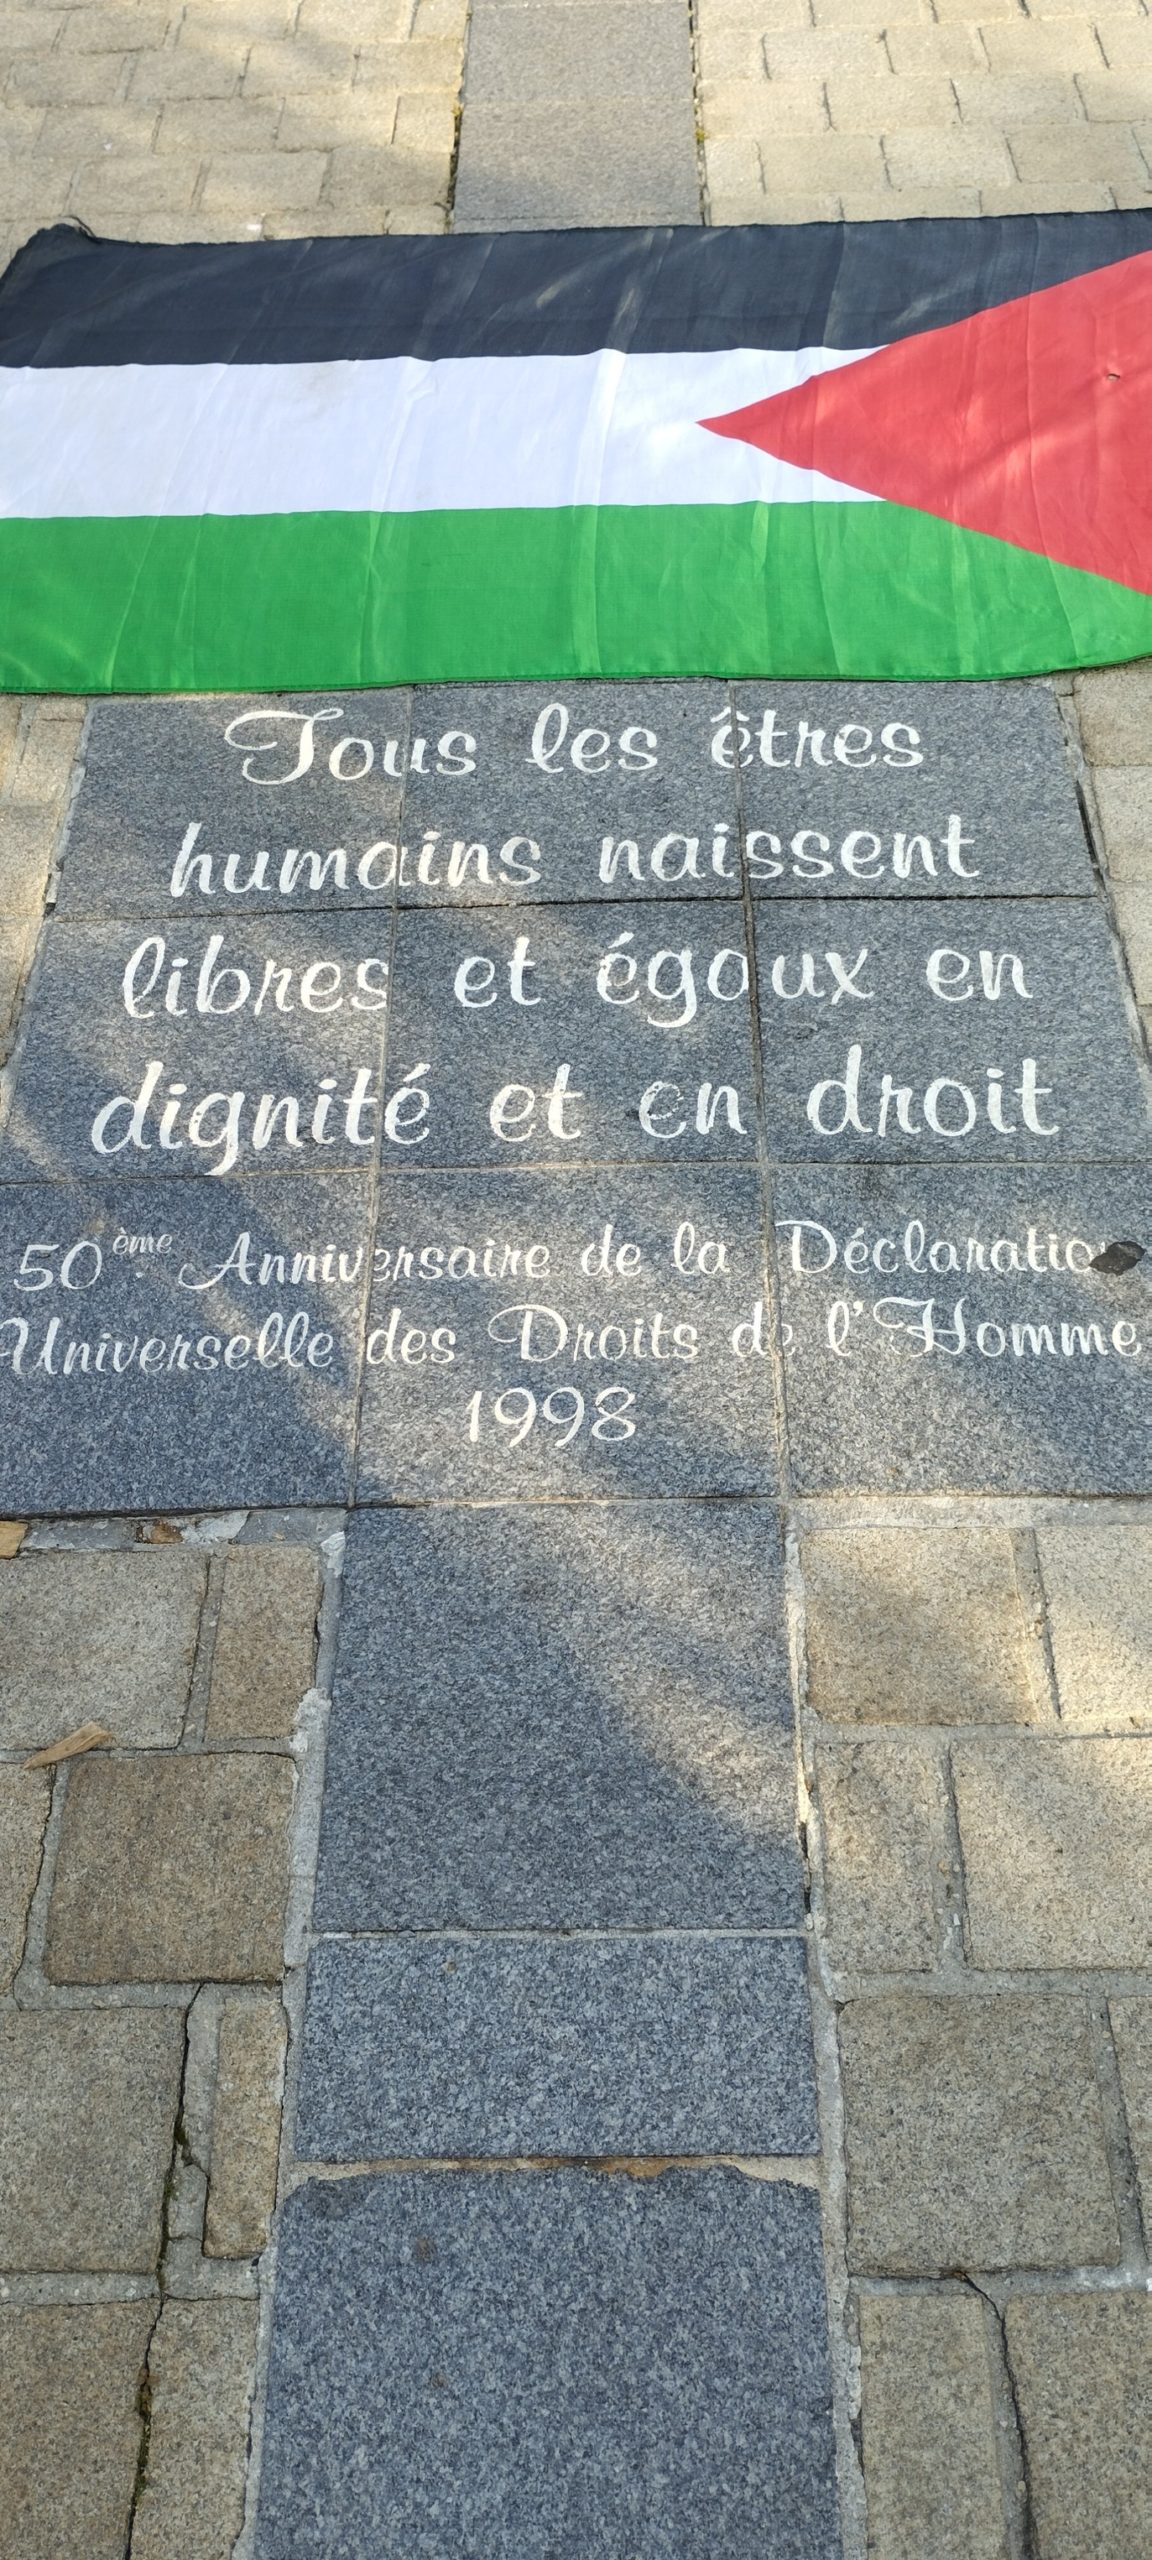 Tous les êtres
humains naissent
libres et égaux en
dignité et en droit
50ème Anniversaire de la Déclaration
Universelle des Droits de l'Homme
1998